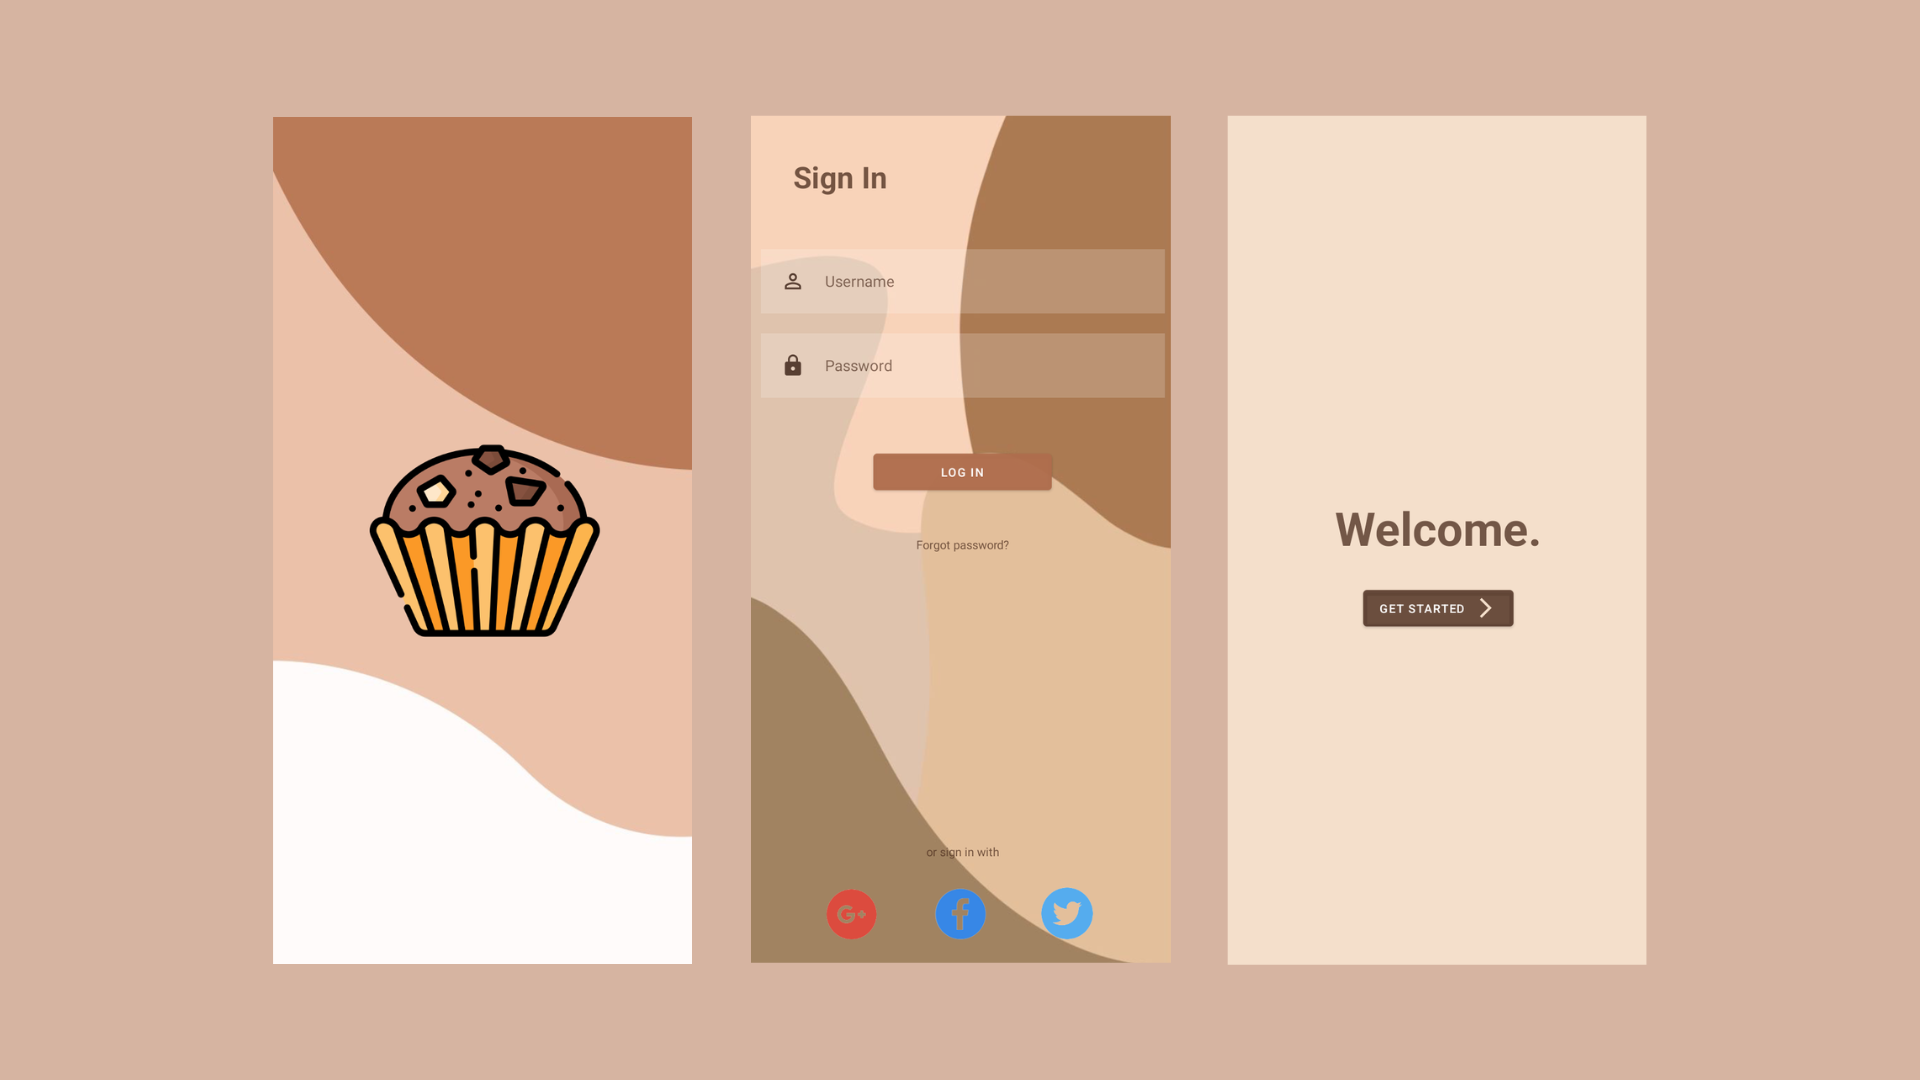 Sign In
Username
Password
LOG IN
Forgot password?
or sign in with
G+
f
Welcome.
GET STARTED